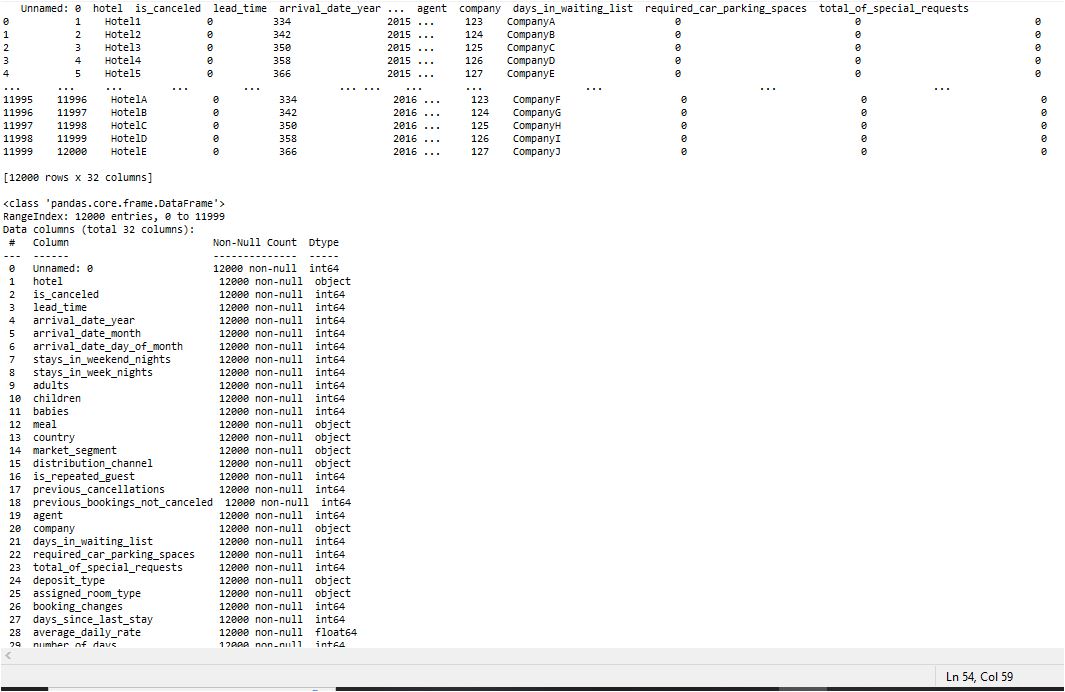 Unnamed: 0 hotel is_canceled lead_time arrival_date_year ... agent company days_in_waiting_list required_car_parking_spaces total_of_special_requests
0 1 Hotel1 0 334 2015 ... 123 CompanyA 0 0 0
1 2 Hotel2 0 342 2015 ... 124 CompanyB 0 0 0
2 3 Hotel3 0 350 2015 ... 125 CompanyC 0 0 0
3 4 Hotel4 0 358 2015 ... 126 CompanyD 0 0 0
4 5 Hotel5 0 366 2015 ... 127 CompanyE 0 0 0
... ... ... ... ... ... ... ... ... ... ... ...
11995 11996 HotelA 0 334 2016 ... 123 CompanyF 0 0 0
11996 11997 HotelB 0 342 2016 ... 124 CompanyG 0 0 0
11997 11998 HotelC 0 350 2016 ... 125 CompanyH 0 0 0
11998 11999 HotelD 0 358 2016 ... 126 CompanyI 0 0 0
11999 12000 HotelE 0 366 2016 ... 127 CompanyJ 0 0 0
[12000 rows x 32 columns]
<class 'pandas.core.frame.DataFrame'>
RangeIndex: 12000 entries, 0 to 11999
Data columns (total 32 columns):
# Column Non-Null Count Dtype
--- ------ -------------- -----
0 Unnamed: 0 12000 non-null int64
1 hotel 12000 non-null object
2 is_canceled 12000 non-null int64
3 lead_time 12000 non-null int64
4 arrival_date_year 12000 non-null int64
5 arrival_date_month 12000 non-null int64
6 arrival_date_day_of_month 12000 non-null int64
7 stays_in_weekend_nights 12000 non-null int64
8 stays_in_week_nights 12000 non-null int64
9 adults 12000 non-null int64
10 children 12000 non-null int64
11 babies 12000 non-null int64
12 meal 12000 non-null object
13 country 12000 non-null object
14 market_segment 12000 non-null object
15 distribution_channel 12000 non-null object
16 is_repeated_guest 12000 non-null int64
17 previous_cancellations 12000 non-null int64
18 previous_bookings_not_canceled 12000 non-null int64
19 agent 12000 non-null int64
20 company 12000 non-null object
21 days_in_waiting_list 12000 non-null int64
22 required_car_parking_spaces 12000 non-null int64
23 total_of_special_requests 12000 non-null int64
24 deposit_type 12000 non-null object
25 assigned_room_type 12000 non-null object
26 booking_changes 12000 non-null int64
27 days_since_last_stay 12000 non-null int64
28 average_daily_rate 12000 non-null float64
29 number_of_days 12000 non-null int64
Ln 54, Col 59